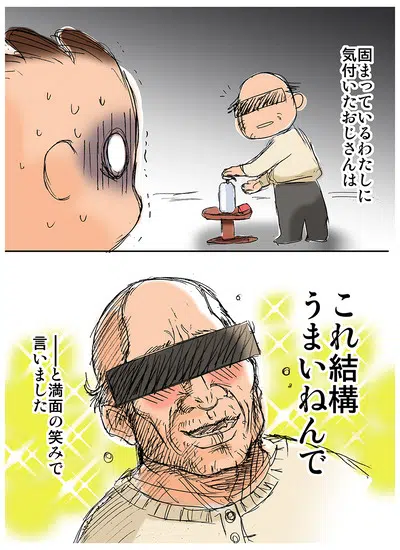 固まっているわたしに
気付いたおじさんは
これ結構
うまいねんで
――と満面の笑みで
言いました